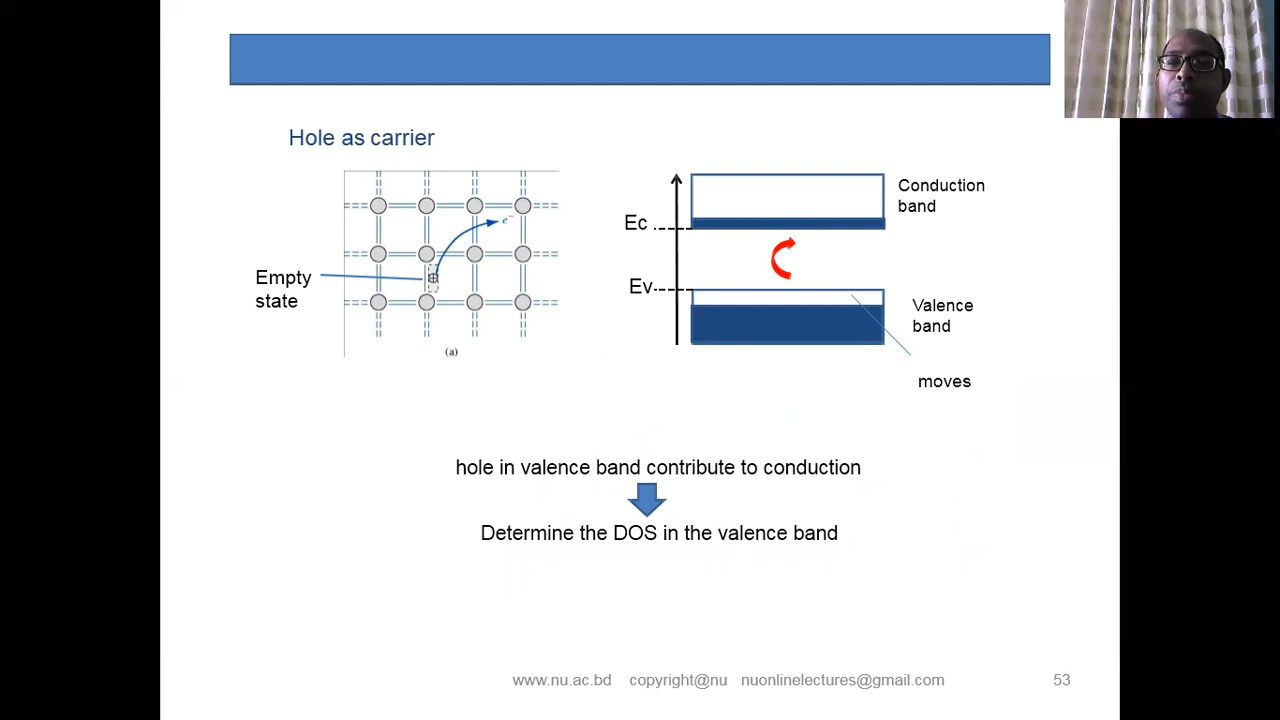 Hole as carrier
e⁻
Empty
state
(a)
Ec
Ev
Conduction
band
Valence
band
moves
hole in valence band contribute to conduction
Determine the DOS in the valence band
www.nu.ac.bd copyright@nu nuonlinelectures@gmail.com 53